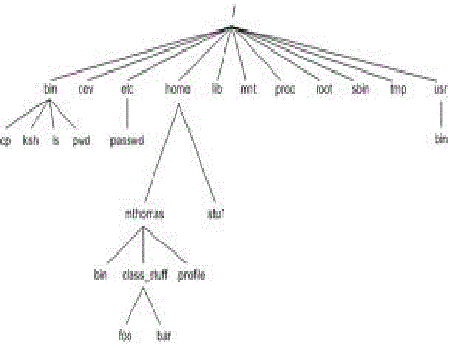 /
bin dev etc home lib mnt proc root sbin tmp usr
cp ksh ls pwd passwd bin
mthomas
bin class_stuff .profile
foo bar